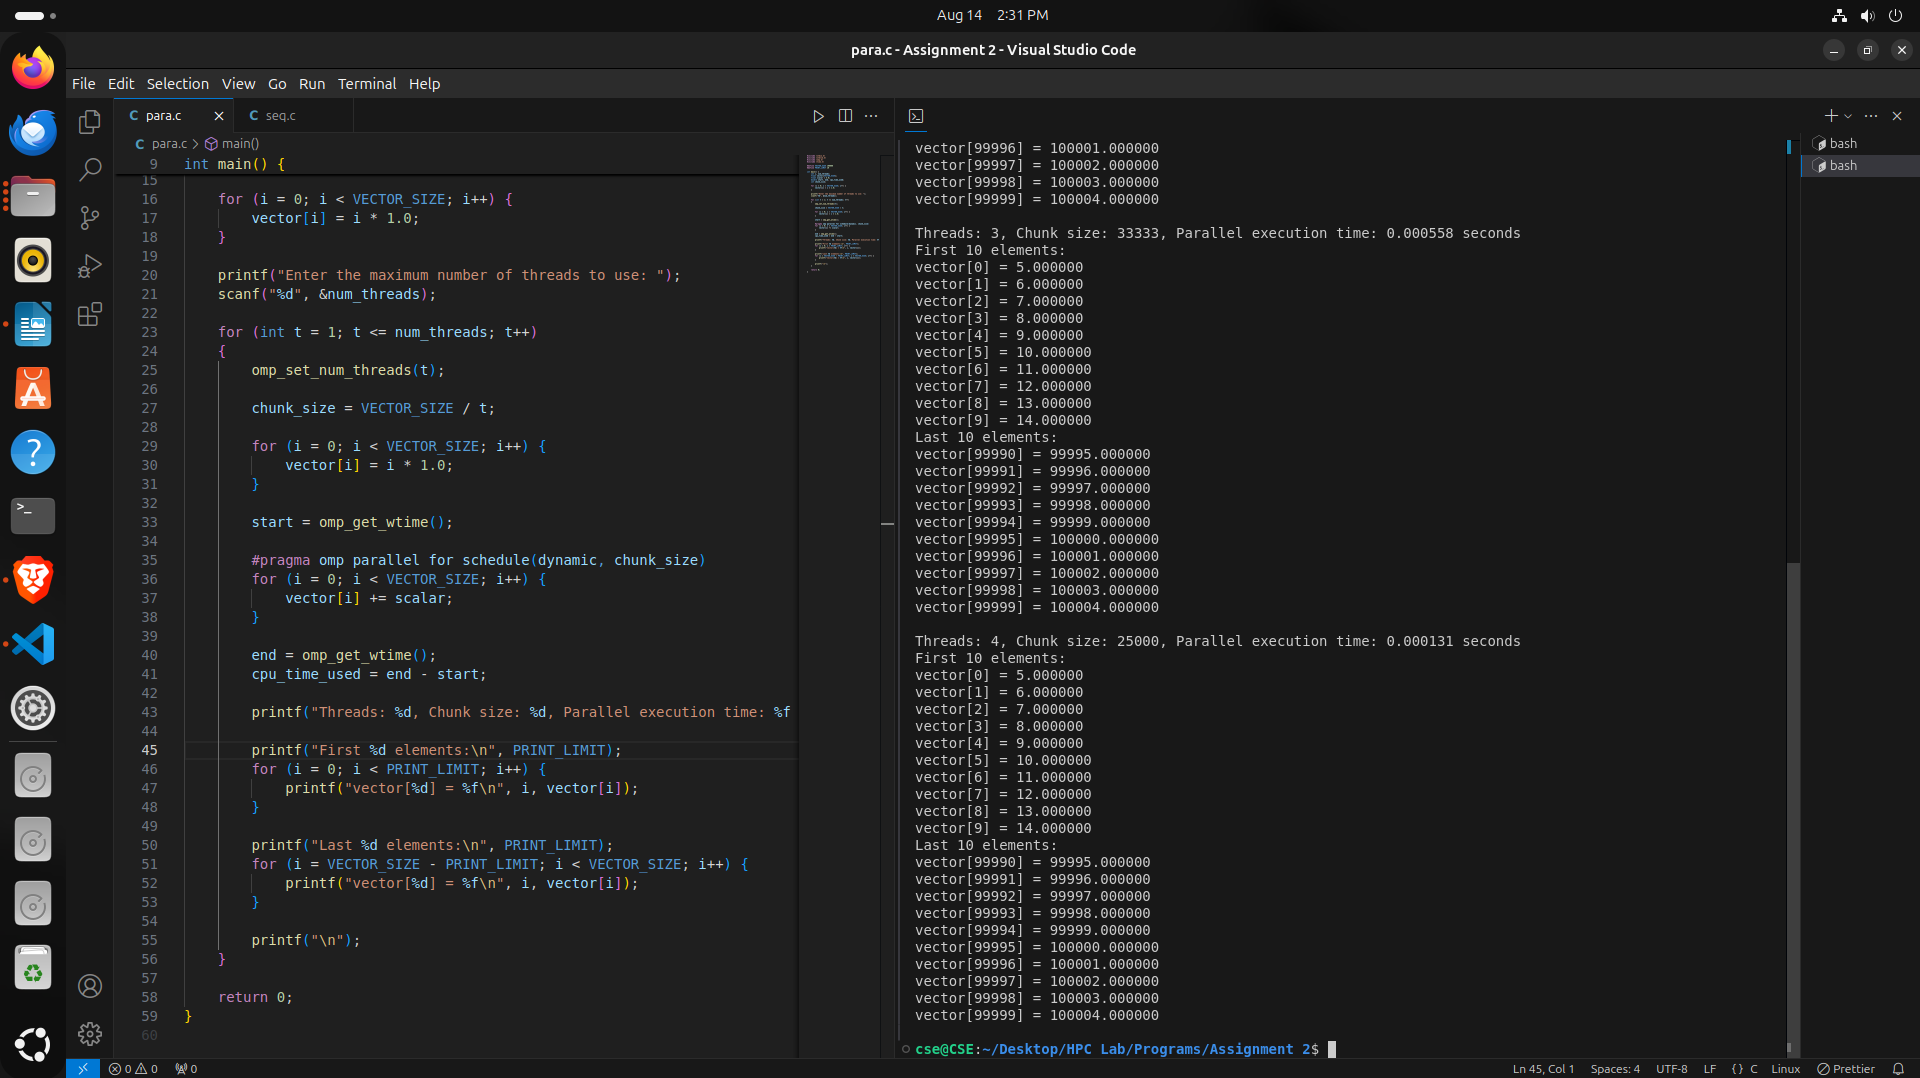 Aug 14 2:31 PM
para.c - Assignment 2 - Visual Studio Code
File Edit Selection View Go Run Terminal Help
C para.c
C seq.c
C para.c > main()
9 int main() {
15
16 for (i = 0; i < VECTOR_SIZE; i++) {
17 vector[i] = i * 1.0;
18 }
19
20 printf("Enter the maximum number of threads to use: ");
21 scanf("%d", &num_threads);
22
23 for (int t = 1; t <= num_threads; t++)
24 {
25 omp_set_num_threads(t);
26
27 chunk_size = VECTOR_SIZE / t;
28
29 for (i = 0; i < VECTOR_SIZE; i++) {
30 vector[i] = i * 1.0;
31 }
32
33 start = omp_get_wtime();
34
35 #pragma omp parallel for schedule(dynamic, chunk_size)
36 for (i = 0; i < VECTOR_SIZE; i++) {
37 vector[i] += scalar;
38 }
39
40 end = omp_get_wtime();
41 cpu_time_used = end - start;
42
43 printf("Threads: %d, Chunk size: %d, Parallel execution time: %f
44
45 printf("First %d elements:\n", PRINT_LIMIT);
46 for (i = 0; i < PRINT_LIMIT; i++) {
47 printf("vector[%d] = %f\n", i, vector[i]);
48 }
49
50 printf("Last %d elements:\n", PRINT_LIMIT);
51 for (i = VECTOR_SIZE - PRINT_LIMIT; i < VECTOR_SIZE; i++) {
52 printf("vector[%d] = %f\n", i, vector[i]);
53 }
54
55 printf("\n");
56 }
57
58 return 0;
59 }
60
vector[99996] = 100001.000000
vector[99997] = 100002.000000
vector[99998] = 100003.000000
vector[99999] = 100004.000000
Threads: 3, Chunk size: 33333, Parallel execution time: 0.000558 seconds
First 10 elements:
vector[0] = 5.000000
vector[1] = 6.000000
vector[2] = 7.000000
vector[3] = 8.000000
vector[4] = 9.000000
vector[5] = 10.000000
vector[6] = 11.000000
vector[7] = 12.000000
vector[8] = 13.000000
vector[9] = 14.000000
Last 10 elements:
vector[99990] = 99995.000000
vector[99991] = 99996.000000
vector[99992] = 99997.000000
vector[99993] = 99998.000000
vector[99994] = 99999.000000
vector[99995] = 100000.000000
vector[99996] = 100001.000000
vector[99997] = 100002.000000
vector[99998] = 100003.000000
vector[99999] = 100004.000000
Threads: 4, Chunk size: 25000, Parallel execution time: 0.000131 seconds
First 10 elements:
vector[0] = 5.000000
vector[1] = 6.000000
vector[2] = 7.000000
vector[3] = 8.000000
vector[4] = 9.000000
vector[5] = 10.000000
vector[6] = 11.000000
vector[7] = 12.000000
vector[8] = 13.000000
vector[9] = 14.000000
Last 10 elements:
vector[99990] = 99995.000000
vector[99991] = 99996.000000
vector[99992] = 99997.000000
vector[99993] = 99998.000000
vector[99994] = 99999.000000
vector[99995] = 100000.000000
vector[99996] = 100001.000000
vector[99997] = 100002.000000
vector[99998] = 100003.000000
vector[99999] = 100004.000000
cse@CSE:~/Desktop/HPC Lab/Programs/Assignment 2$
bash
bash
0 0 0 Ln 45, Col 1 Spaces: 4 UTF-8 LF {} C Linux Prettier